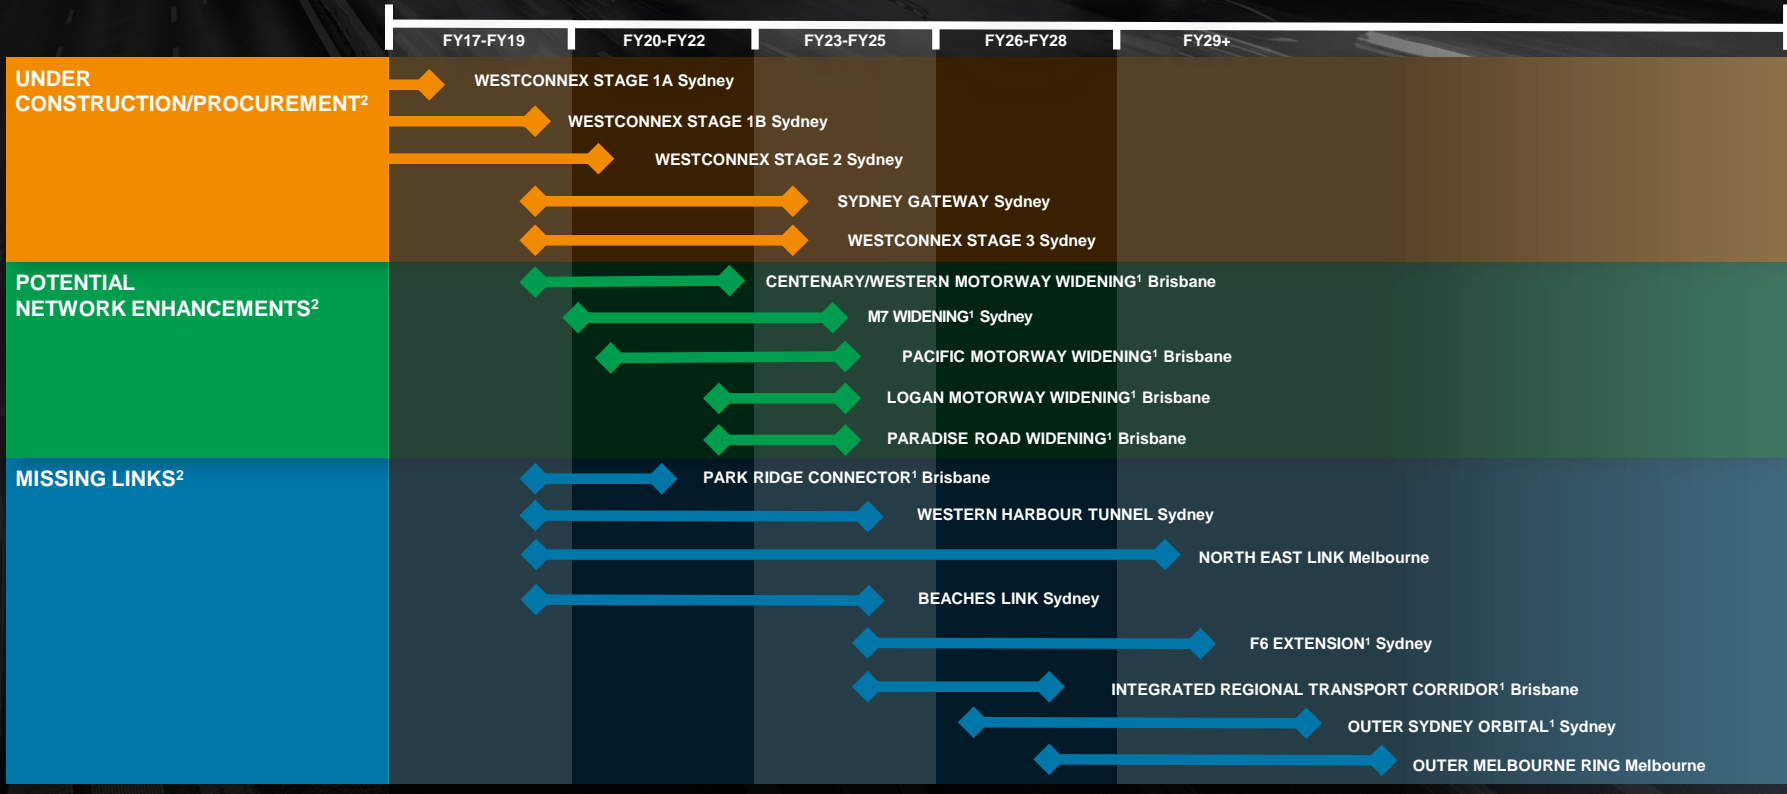 FY17-FY19 FY20-FY22 FY23-FY25 FY26-FY28 FY29+
UNDER
CONSTRUCTION/PROCUREMENT²
WESTCONNEX STAGE 1A Sydney
WESTCONNEX STAGE 1B Sydney
WESTCONNEX STAGE 2 Sydney
SYDNEY GATEWAY Sydney
WESTCONNEX STAGE 3 Sydney
POTENTIAL
NETWORK ENHANCEMENTS²
CENTENARY/WESTERN MOTORWAY WIDENING¹ Brisbane
M7 WIDENING¹ Sydney
PACIFIC MOTORWAY WIDENING¹ Brisbane
LOGAN MOTORWAY WIDENING¹ Brisbane
PARADISE ROAD WIDENING¹ Brisbane
MISSING LINKS²
PARK RIDGE CONNECTOR¹ Brisbane
WESTERN HARBOUR TUNNEL Sydney
NORTH EAST LINK Melbourne
BEACHES LINK Sydney
F6 EXTENSION¹ Sydney
INTEGRATED REGIONAL TRANSPORT CORRIDOR¹ Brisbane
OUTER SYDNEY ORBITAL¹ Sydney
OUTER MELBOURNE RING Melbourne